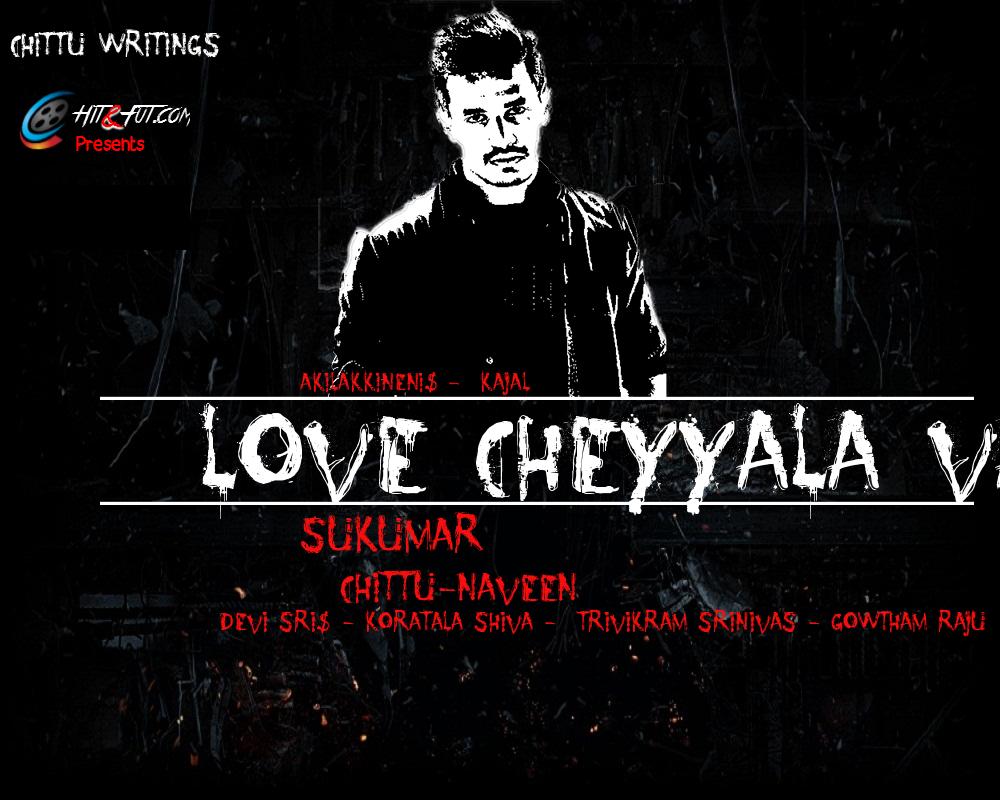 CHITTU WRITINGS
HIT&FUT.COM
Presents
AKILAKKINENI$ - KAJAL
LOVE CHEYYALA V
SUKUMAR
CHITTU-NAVEEN
DEVI SRI$ - KORATALA SHIVA - TRIVIKRAM SRINIVAS - GOWTHAM RAJU